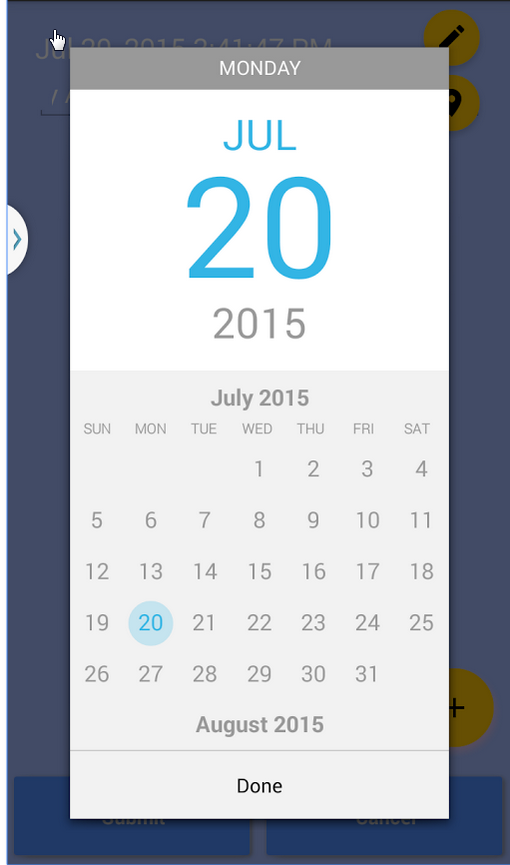 Jul 20, 2015 3:41:47 PM
MONDAY
JUL
20
2015
July 2015
SUN MON TUE WED THU FRI SAT
1 2 3 4
5 6 7 8 9 10 11
12 13 14 15 16 17 18
19 20 21 22 23 24 25
26 27 28 29 30 31
August 2015
Done
Submit Cancel